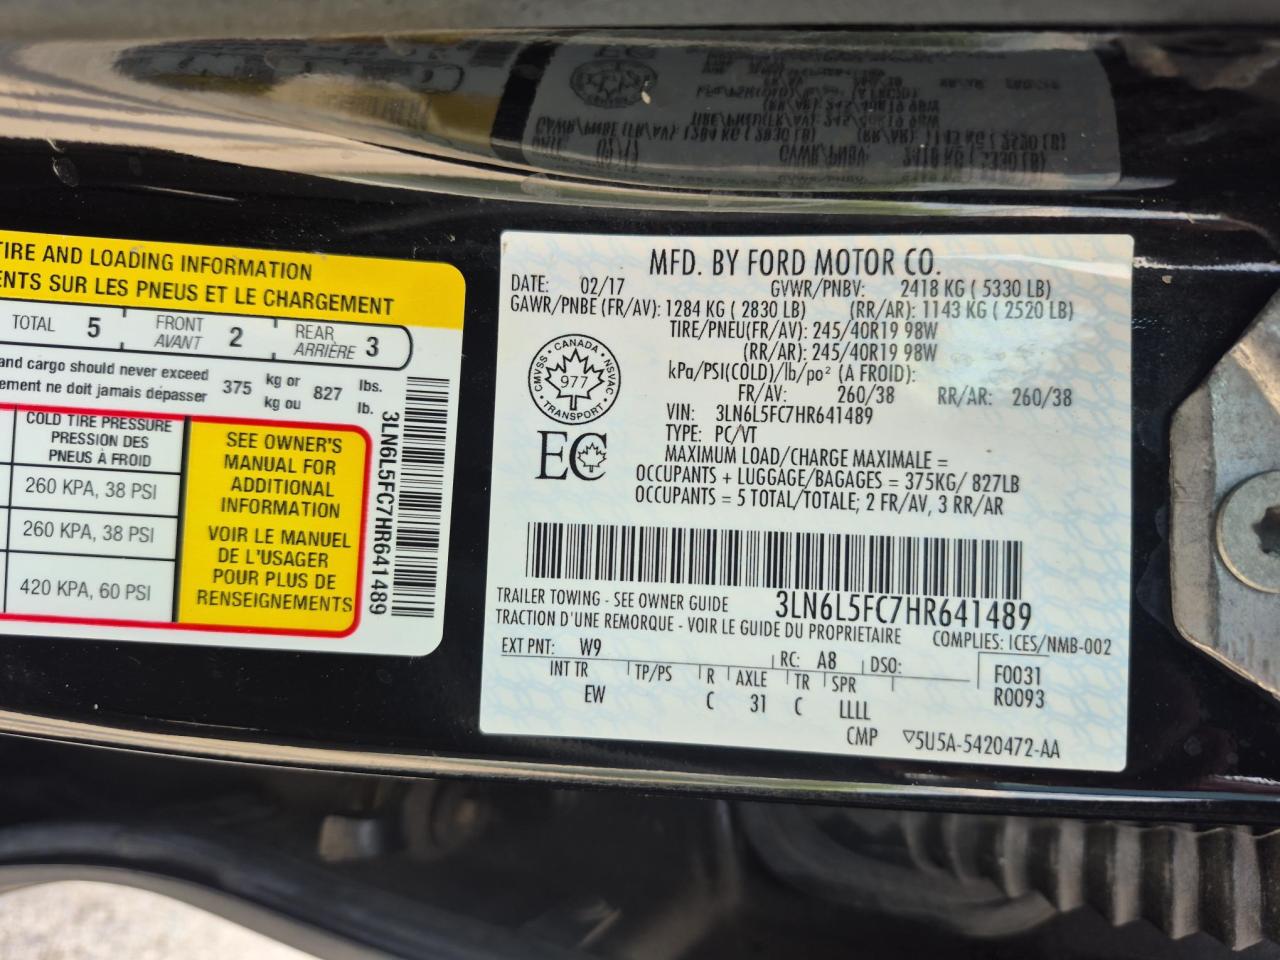 TIRE AND LOADING INFORMATION
ENTS SUR LES PNEUS ET LE CHARGEMENT
TOTAL 5 FRONT AVANT 2 REAR ARRIÈRE 3
and cargo should never exceed 375 kg or 827 lbs.
ement ne doit jamais dépasser kg ou lb.
COLD TIRE PRESSURE
PRESSION DES
PNEUS À FROID
260 KPA, 38 PSI
260 KPA, 38 PSI
420 KPA, 60 PSI
SEE OWNER'S
MANUAL FOR
ADDITIONAL
INFORMATION
VOIR LE MANUEL
DE L'USAGER
POUR PLUS DE
RENSEIGNEMENTS
3LN6L5FC7HR641489
MFD. BY FORD MOTOR CO.
DATE: 02/17 GVWR/PNBV: 2418 KG ( 5330 LB)
GAWR/PNBE (FR/AV): 1284 KG ( 2830 LB) (RR/AR): 1143 KG ( 2520 LB)
TIRE/PNEU(FR/AV): 245/40R19 98W
(RR/AR): 245/40R19 98W
kPa/PSI(COLD)/lb/po² (A FROID):
FR/AV: 260/38 RR/AR: 260/38
VIN: 3LN6L5FC7HR641489
TYPE: PC/VT
MAXIMUM LOAD/CHARGE MAXIMALE =
OCCUPANTS + LUGGAGE/BAGAGES = 375KG/ 827LB
OCCUPANTS = 5 TOTAL/TOTALE; 2 FR/AV, 3 RR/AR
CANADA
CMVSS 977 NSVAC
TRANSPORT
EC
TRAILER TOWING - SEE OWNER GUIDE 3LN6L5FC7HR641489
TRACTION D'UNE REMORQUE - VOIR LE GUIDE DU PROPRIETAIRE COMPLIES: ICES/NMB-002
EXT PNT: W9 RC: A8 DSO: F0031
INT TR TP/PS R AXLE TR SPR R0093
EW C 31 C LLLL
CMP ▽5U5A-5420472-AA